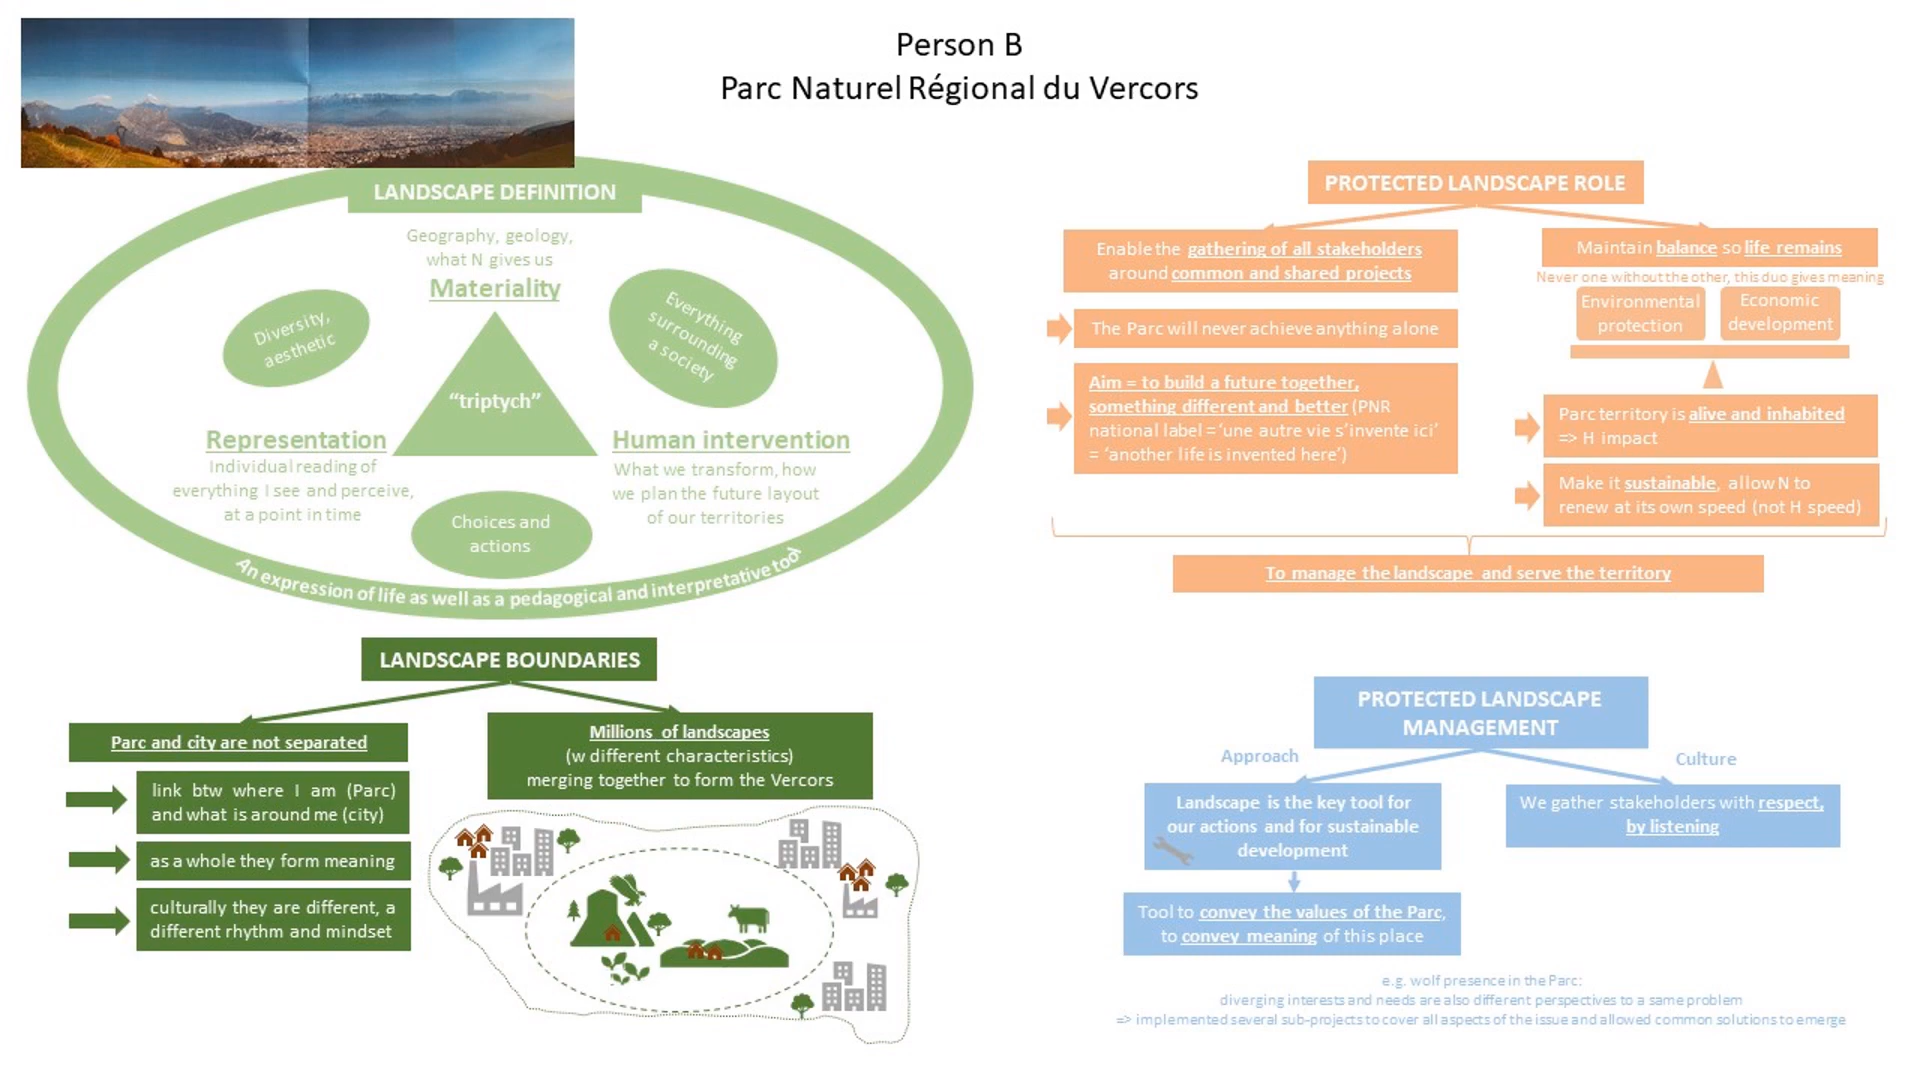 Person B
Parc Naturel Régional du Vercors
LANDSCAPE DEFINITION
Geography, geology,
what N gives us
Materiality
Diversity,
aesthetic
Everything
surrounding
a society
"triptych"
Representation
Individual reading of
everything I see and perceive,
at a point in time
Human intervention
What we transform, how
we plan the future layout
of our territories
Choices and
actions
An expression of life as well as a pedagogical and interpretative tool
LANDSCAPE BOUNDARIES
Parc and city are not separated
link btw where I am (Parc)
and what is around me (city)
as a whole they form meaning
culturally they are different, a
different rhythm and mindset
Millions of landscapes
(w different characteristics)
merging together to form the Vercors
PROTECTED LANDSCAPE ROLE
Enable the gathering of all stakeholders
around common and shared projects
The Parc will never achieve anything alone
Aim = to build a future together,
something different and better (PNR
national label = 'une autre vie s'invente ici'
= 'another life is invented here')
Maintain balance so life remains
Never one without the other, this duo gives meaning
Environmental
protection
Economic
development
Parc territory is alive and inhabited
=> H impact
Make it sustainable, allow N to
renew at its own speed (not H speed)
To manage the landscape and serve the territory
PROTECTED LANDSCAPE
MANAGEMENT
Approach
Culture
Landscape is the key tool for
our actions and for sustainable
development
We gather stakeholders with respect,
by listening
Tool to convey the values of the Parc,
to convey meaning of this place
e.g. wolf presence in the Parc:
diverging interests and needs are also different perspectives to a same problem
=> implemented several sub-projects to cover all aspects of the issue and allowed common solutions to emerge